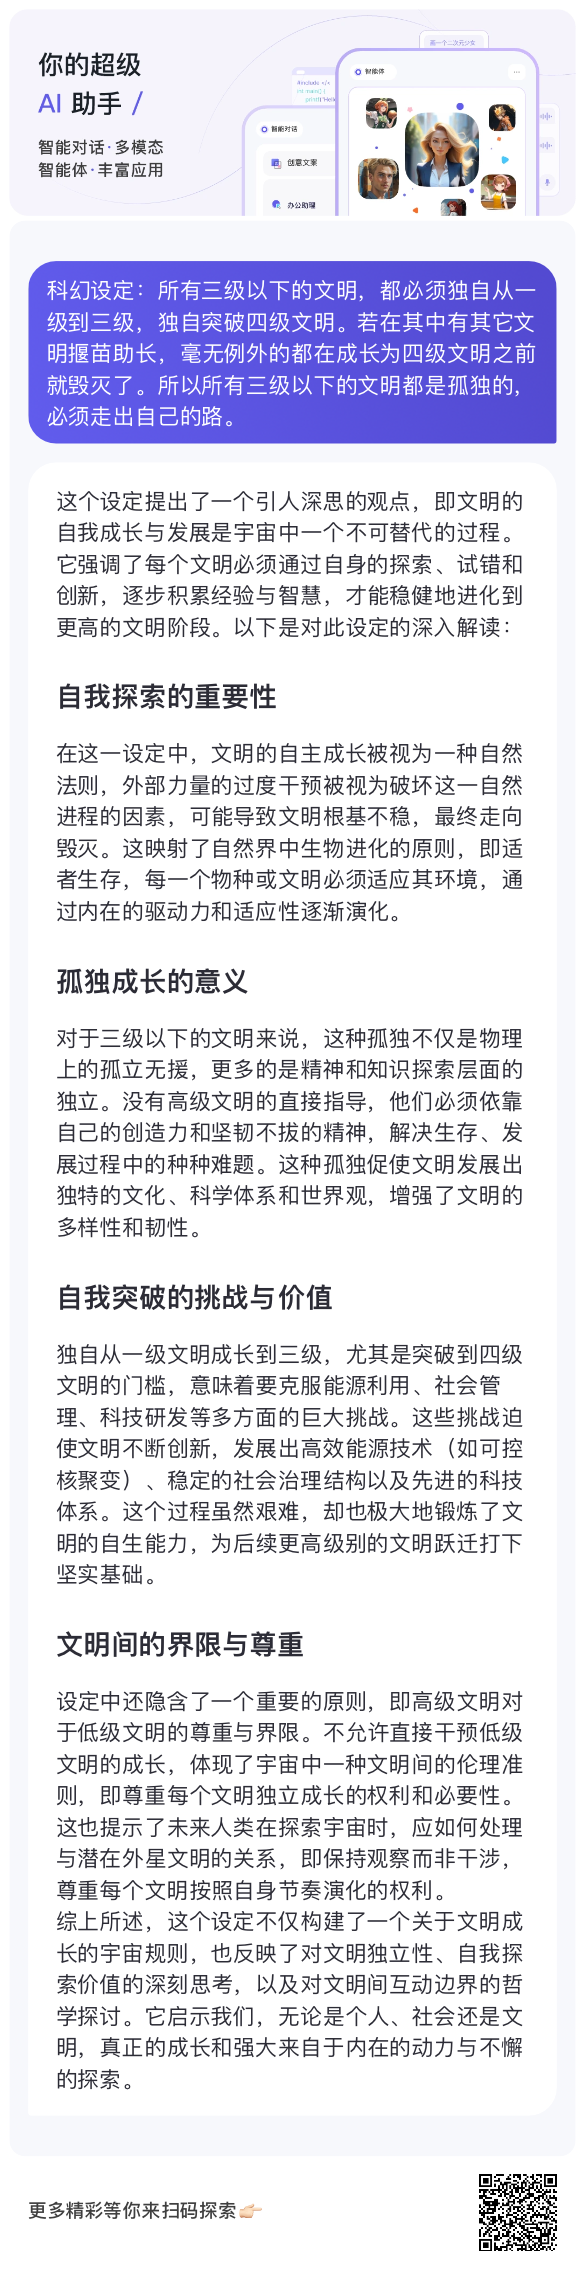 你的超级
AI 助手 /
智能对话·多模态
智能体·丰富应用
画一个二次元少女
#include </>
int main() {
print("Hello
智能体
智能对话
创意文案
办公助理
科幻设定：所有三级以下的文明，都必须独自从一
级到三级，独自突破四级文明。若在其中有其它文
明揠苗助长，毫无例外的都在成长为四级文明之前
就毁灭了。所以所有三级以下的文明都是孤独的，
必须走出自己的路。
这个设定提出了一个引人深思的观点，即文明的
自我成长与发展是宇宙中一个不可替代的过程。
它强调了每个文明必须通过自身的探索、试错和
创新，逐步积累经验与智慧，才能稳健地进化到
更高的文明阶段。以下是对此设定的深入解读：
自我探索的重要性
在这一设定中，文明的自主成长被视为一种自然
法则，外部力量的过度干预被视为破坏这一自然
进程的因素，可能导致文明根基不稳，最终走向
毁灭。这映射了自然界中生物进化的原则，即适
者生存，每一个物种或文明必须适应其环境，通
过内在的驱动力和适应性逐渐演化。
孤独成长的意义
对于三级以下的文明来说，这种孤独不仅是物理
上的孤立无援，更多的是精神和知识探索层面的
独立。没有高级文明的直接指导，他们必须依靠
自己的创造力和坚韧不拔的精神，解决生存、发
展过程中的种种难题。这种孤独促使文明发展出
独特的文化、科学体系和世界观，增强了文明的
多样性和韧性。
自我突破的挑战与价值
独自从一级文明成长到三级，尤其是突破到四级
文明的门槛，意味着要克服能源利用、社会管
理、科技研发等多方面的巨大挑战。这些挑战迫
使文明不断创新，发展出高效能源技术（如可控
核聚变）、稳定的社会治理结构以及先进的科技
体系。这个过程虽然艰难，却也极大地锻炼了文
明的自生能力，为后续更高级别的文明跃迁打下
坚实基础。
文明间的界限与尊重
设定中还隐含了一个重要的原则，即高级文明对
于低级文明的尊重与界限。不允许直接干预低级
文明的成长，体现了宇宙中一种文明间的伦理准
则，即尊重每个文明独立成长的权利和必要性。
这也提示了未来人类在探索宇宙时，应如何处理
与潜在外星文明的关系，即保持观察而非干涉，
尊重每个文明按照自身节奏演化的权利。
综上所述，这个设定不仅构建了一个关于文明成
长的宇宙规则，也反映了对文明独立性、自我探
索价值的深刻思考，以及对文明间互动边界的哲
学探讨。它启示我们，无论是个人、社会还是文
明，真正的成长和强大来自于内在的动力与不懈
的探索。
更多精彩等你来扫码探索👉🏻